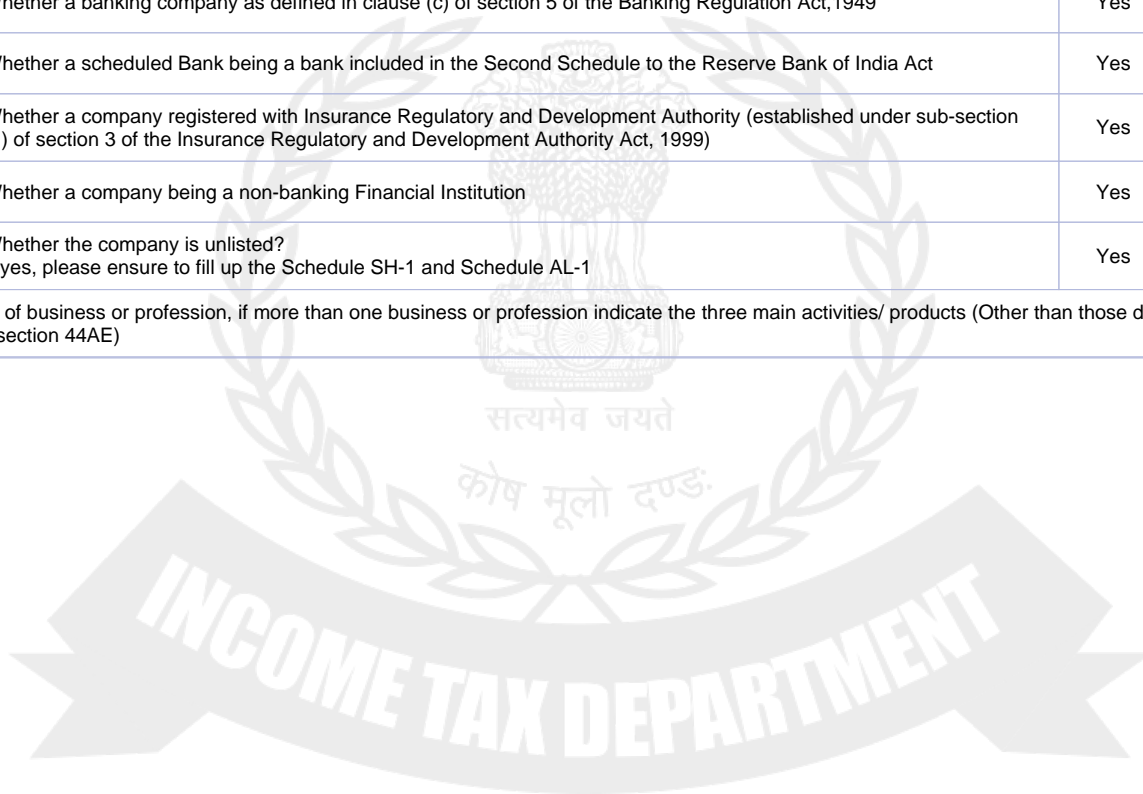 hether a banking company as defined in clause (c) of section 5 of the Banking Regulation Act,1949 Yes
hether a scheduled Bank being a bank included in the Second Schedule to the Reserve Bank of India Act Yes
hether a company registered with Insurance Regulatory and Development Authority (established under sub-section
) of section 3 of the Insurance Regulatory and Development Authority Act, 1999) Yes
hether a company being a non-banking Financial Institution Yes
hether the company is unlisted?
yes, please ensure to fill up the Schedule SH-1 and Schedule AL-1 Yes
of business or profession, if more than one business or profession indicate the three main activities/ products (Other than those d
section 44AE)
सत्यमेव जयते
कोष मूलो दण्डः
INCOME TAX DEPARTMENT